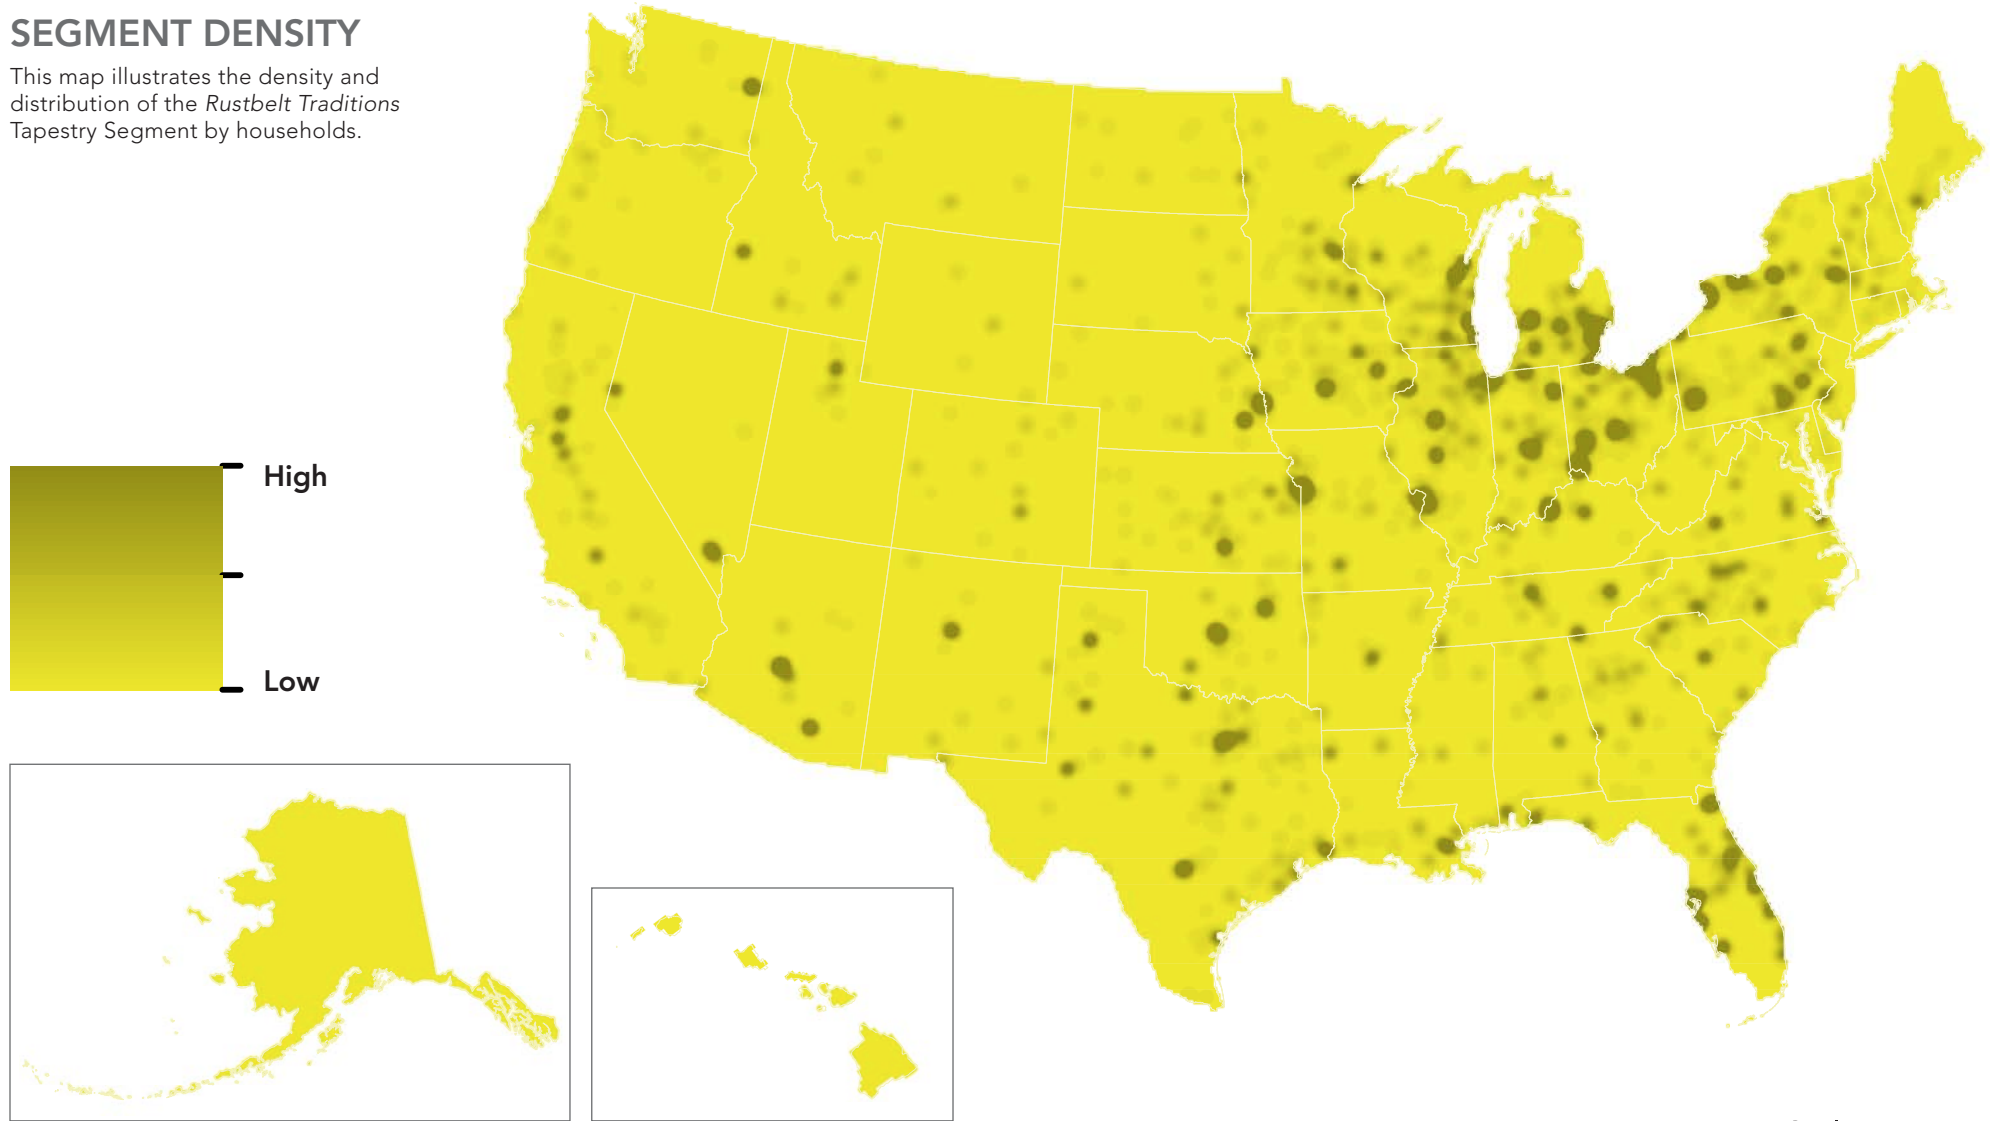 SEGMENT DENSITY
This map illustrates the density and
distribution of the Rustbelt Traditions
Tapestry Segment by households.
High
Low